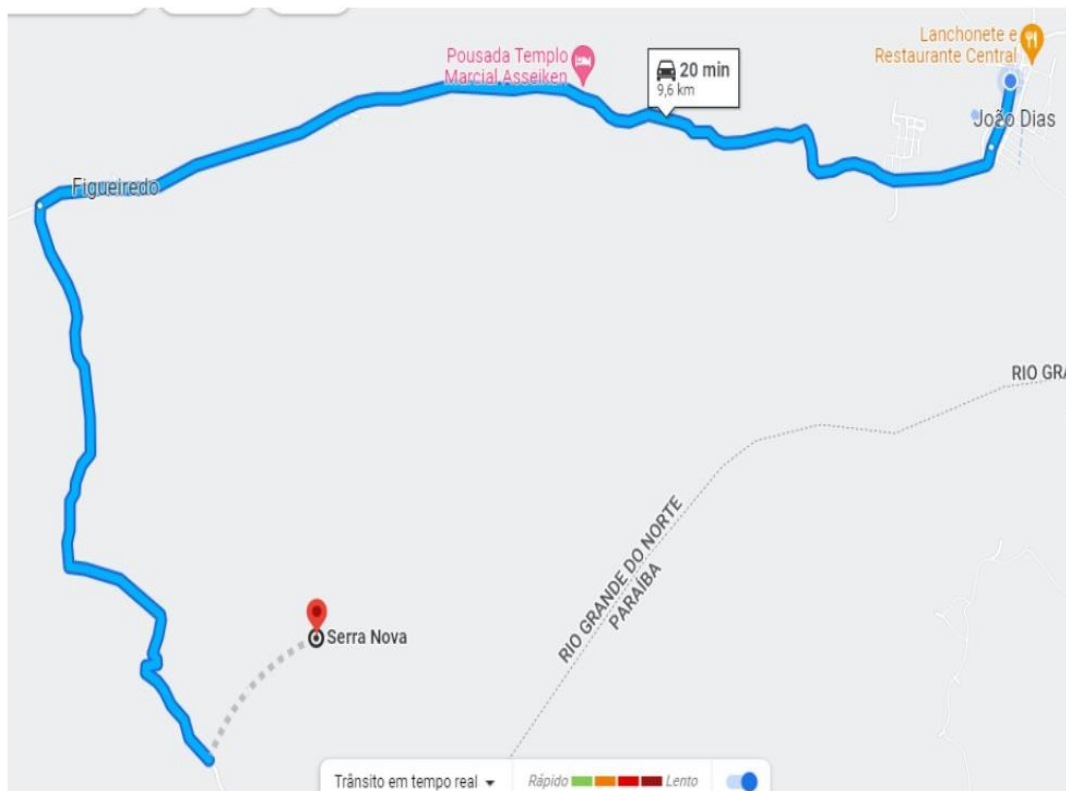 Lanchonete e
Restaurante Central
Pousada Templo
Marcial Asseiken
20 min
9,6 km
João Dias
Figueiredo
RIO GRA
RIO GRANDE DO NORTE
PARAÍBA
Serra Nova
Trânsito em tempo real
Rápido
Lento